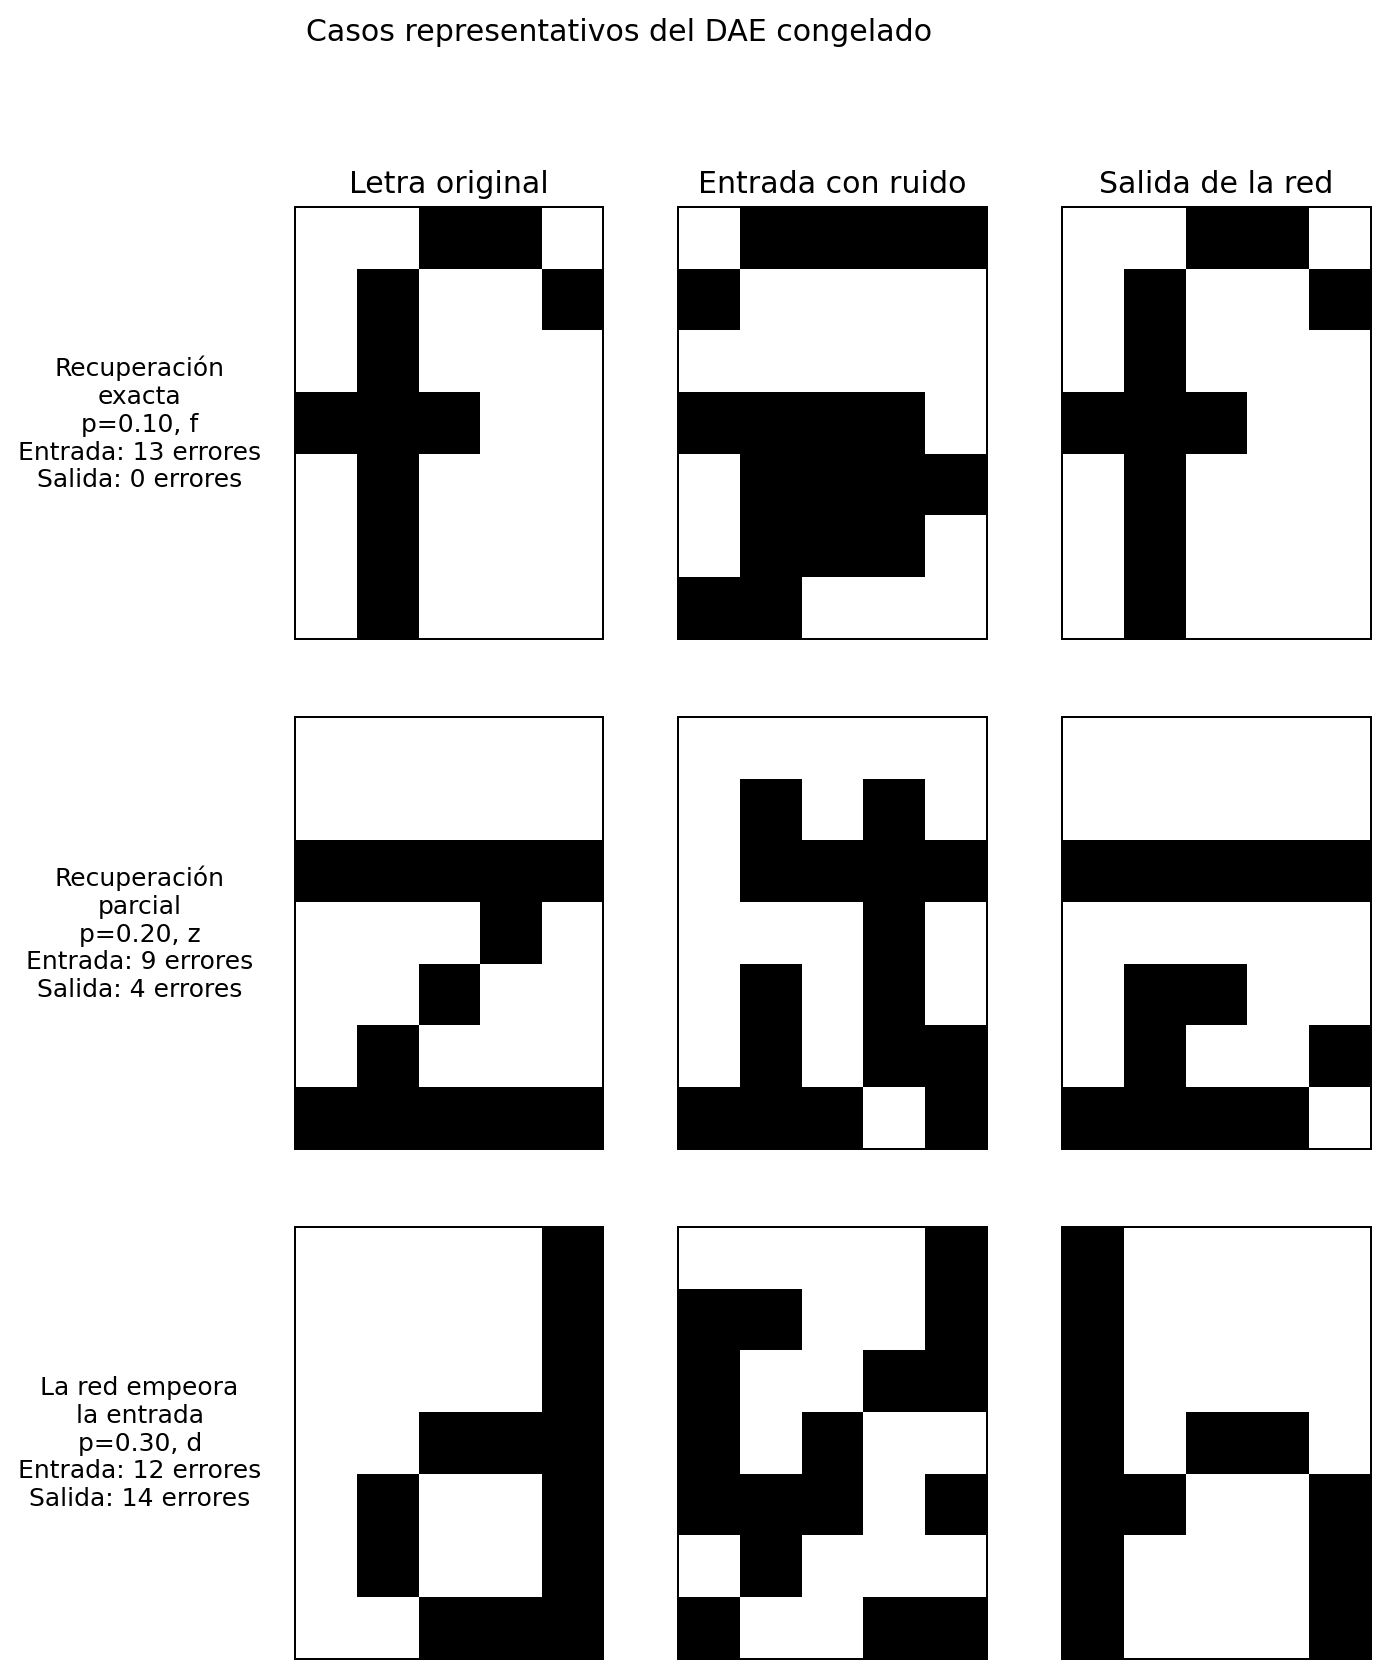 Casos representativos del DAE congelado
Letra original
Entrada con ruido
Salida de la red
Recuperación
exacta
p=0.10, f
Entrada: 13 errores
Salida: 0 errores
Recuperación
parcial
p=0.20, z
Entrada: 9 errores
Salida: 4 errores
La red empeora
la entrada
p=0.30, d
Entrada: 12 errores
Salida: 14 errores